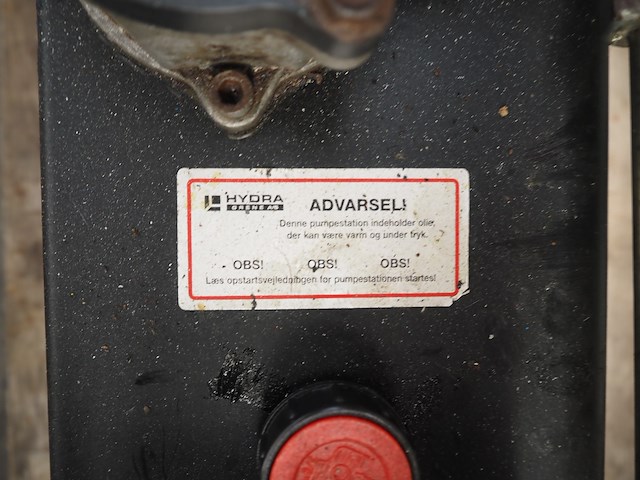 HYDRA
GRENE A/S
ADVARSEL!
Denne pumpestation indeholder olie,
der kan være varm og under tryk.
OBS! OBS! OBS!
Læs opstartsvejledningen før pumpestationen startes!